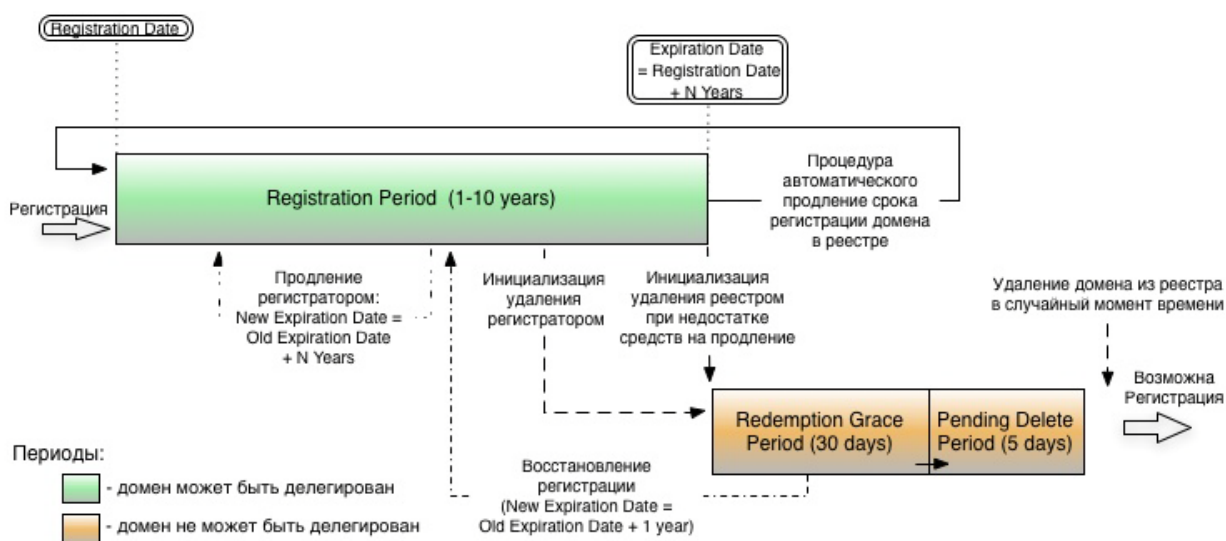 Registration Date
Expiration Date
= Registration Date
+ N Years
Registration Period (1-10 years)
Регистрация
Процедура
автоматического
продление срока
регистрации домена
в реестре
Продление
регистратором:
New Expiration Date =
Old Expiration Date
+ N Years
Инициализация
удаления
регистратором
Инициализация
удаления реестром
при недостатке
средств на продление
Удаление домена из реестра
в случайный момент времени
Redemption Grace
Period (30 days)
Pending Delete
Period (5 days)
Возможна
Регистрация
Восстановление
регистрации
(New Expiration Date =
Old Expiration Date + 1 year)
Периоды:
- домен может быть делегирован
- домен не может быть делегирован